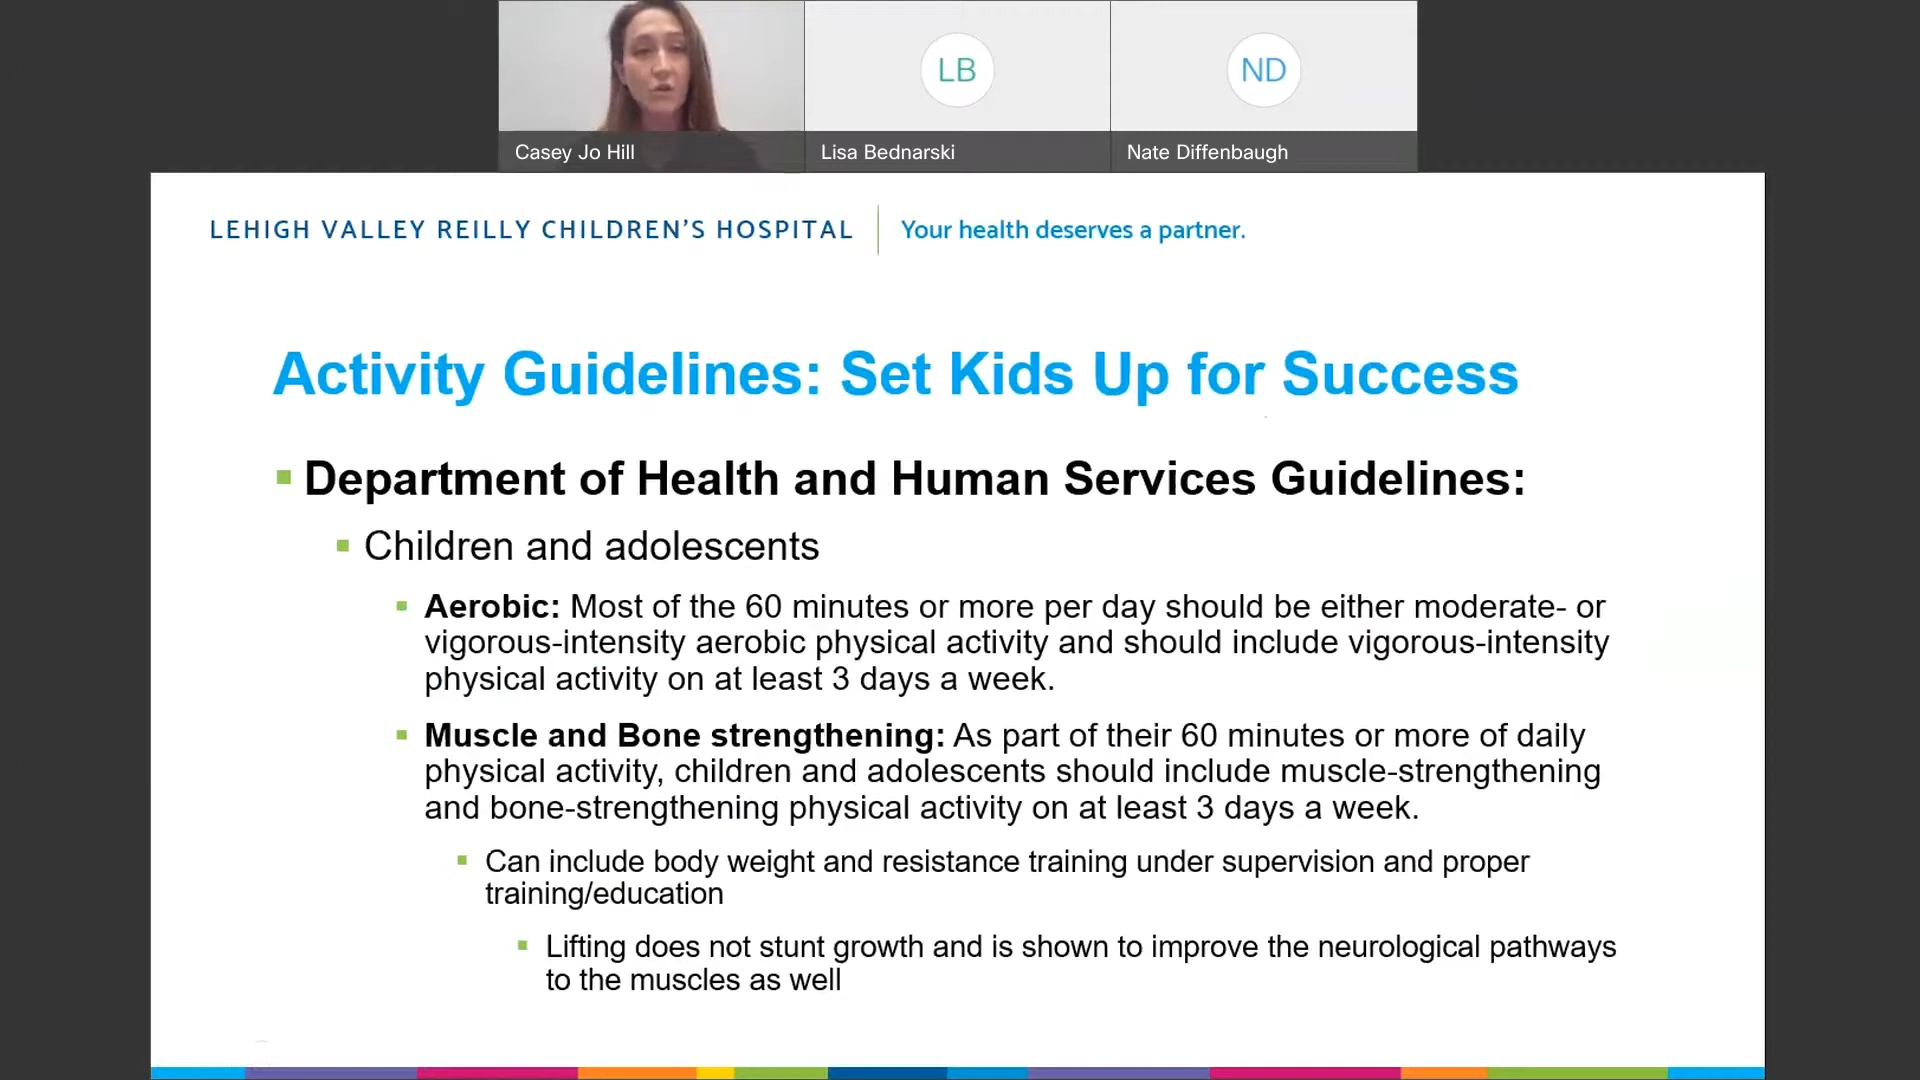 LB
ND
Casey Jo Hill
Lisa Bednarski
Nate Diffenbaugh
LEHIGH VALLEY REILLY CHILDREN'S HOSPITAL
Your health deserves a partner.
Activity Guidelines: Set Kids Up for Success
Department of Health and Human Services Guidelines:
Children and adolescents
Aerobic: Most of the 60 minutes or more per day should be either moderate- or
vigorous-intensity aerobic physical activity and should include vigorous-intensity
physical activity on at least 3 days a week.
Muscle and Bone strengthening: As part of their 60 minutes or more of daily
physical activity, children and adolescents should include muscle-strengthening
and bone-strengthening physical activity on at least 3 days a week.
Can include body weight and resistance training under supervision and proper
training/education
Lifting does not stunt growth and is shown to improve the neurological pathways
to the muscles as well